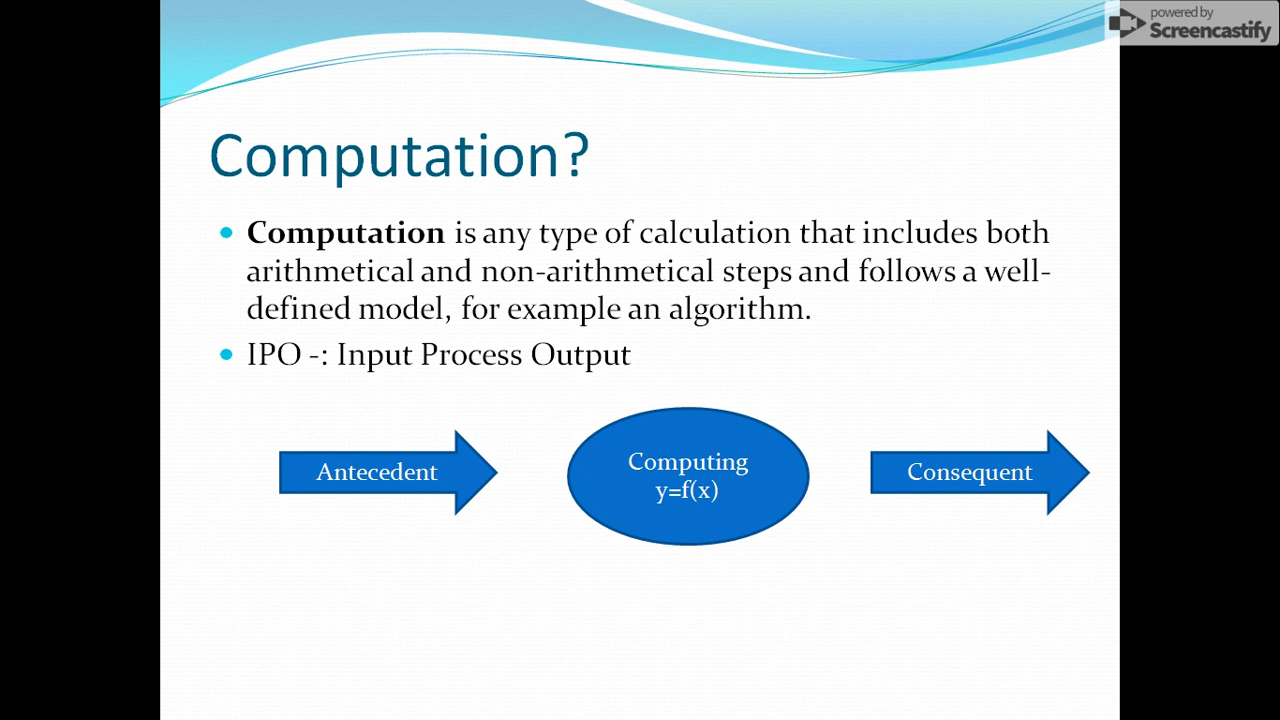 powered by
Screencastify
Computation?
Computation is any type of calculation that includes both
arithmetical and non-arithmetical steps and follows a well-
defined model, for example an algorithm.
IPO -: Input Process Output
Antecedent
Computing
y=f(x)
Consequent